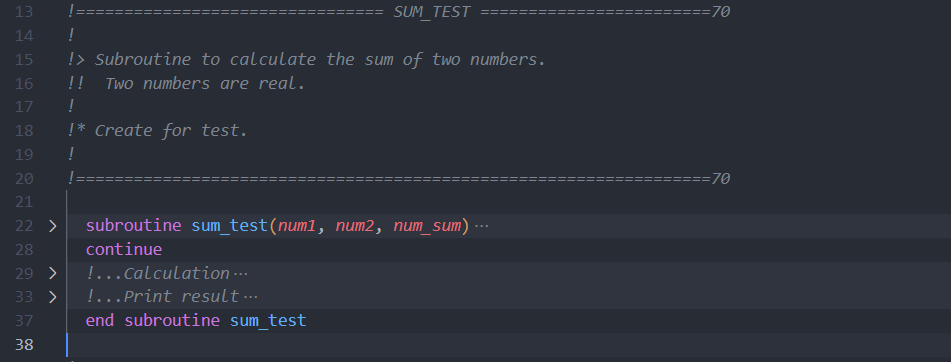 13 !================================ SUM_TEST ========================70
14 !
15 !> Subroutine to calculate the sum of two numbers.
16 !!  Two numbers are real.
17 !
18 !* Create for test.
19 !
20 !==================================================================70
21
22 subroutine sum_test(num1, num2, num_sum)···
28 continue
29 !...Calculation···
33 !...Print result···
37 end subroutine sum_test
38